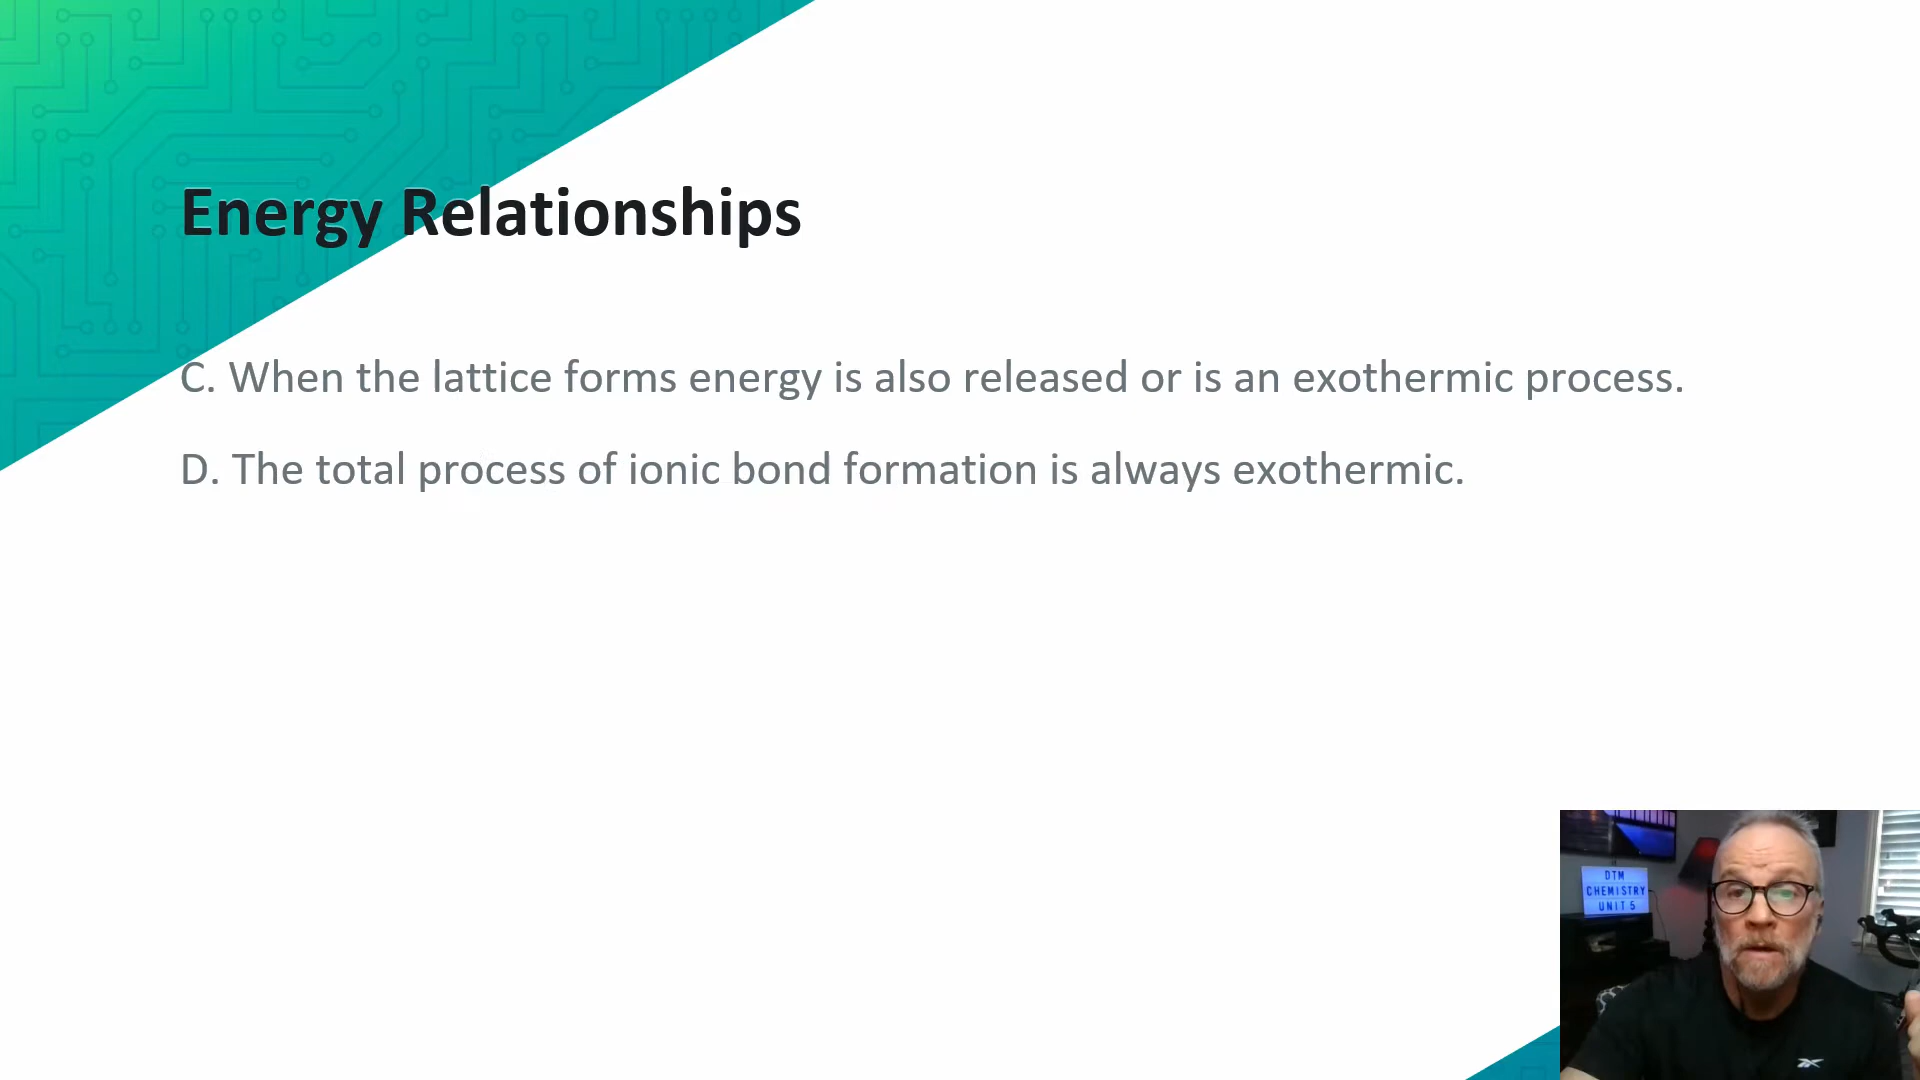 Energy Relationships
C. When the lattice forms energy is also released or is an exothermic process.
D. The total process of ionic bond formation is always exothermic.
DTM
CHEMISTRY
UNIT 5